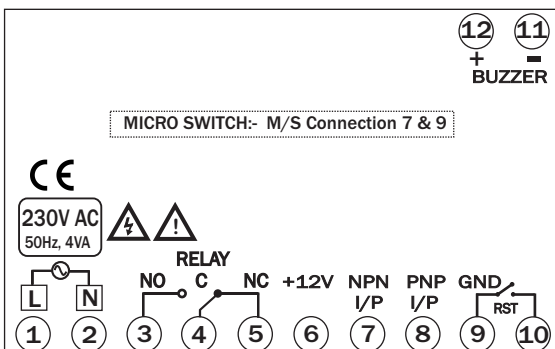 12 11
+ -
BUZZER
MICRO SWITCH:- M/S Connection 7 & 9
CE
230V AC
50Hz, 4VA
RELAY
L N NO C NC +12V NPN I/P PNP I/P GND RST
1 2 3 4 5 6 7 8 9 10